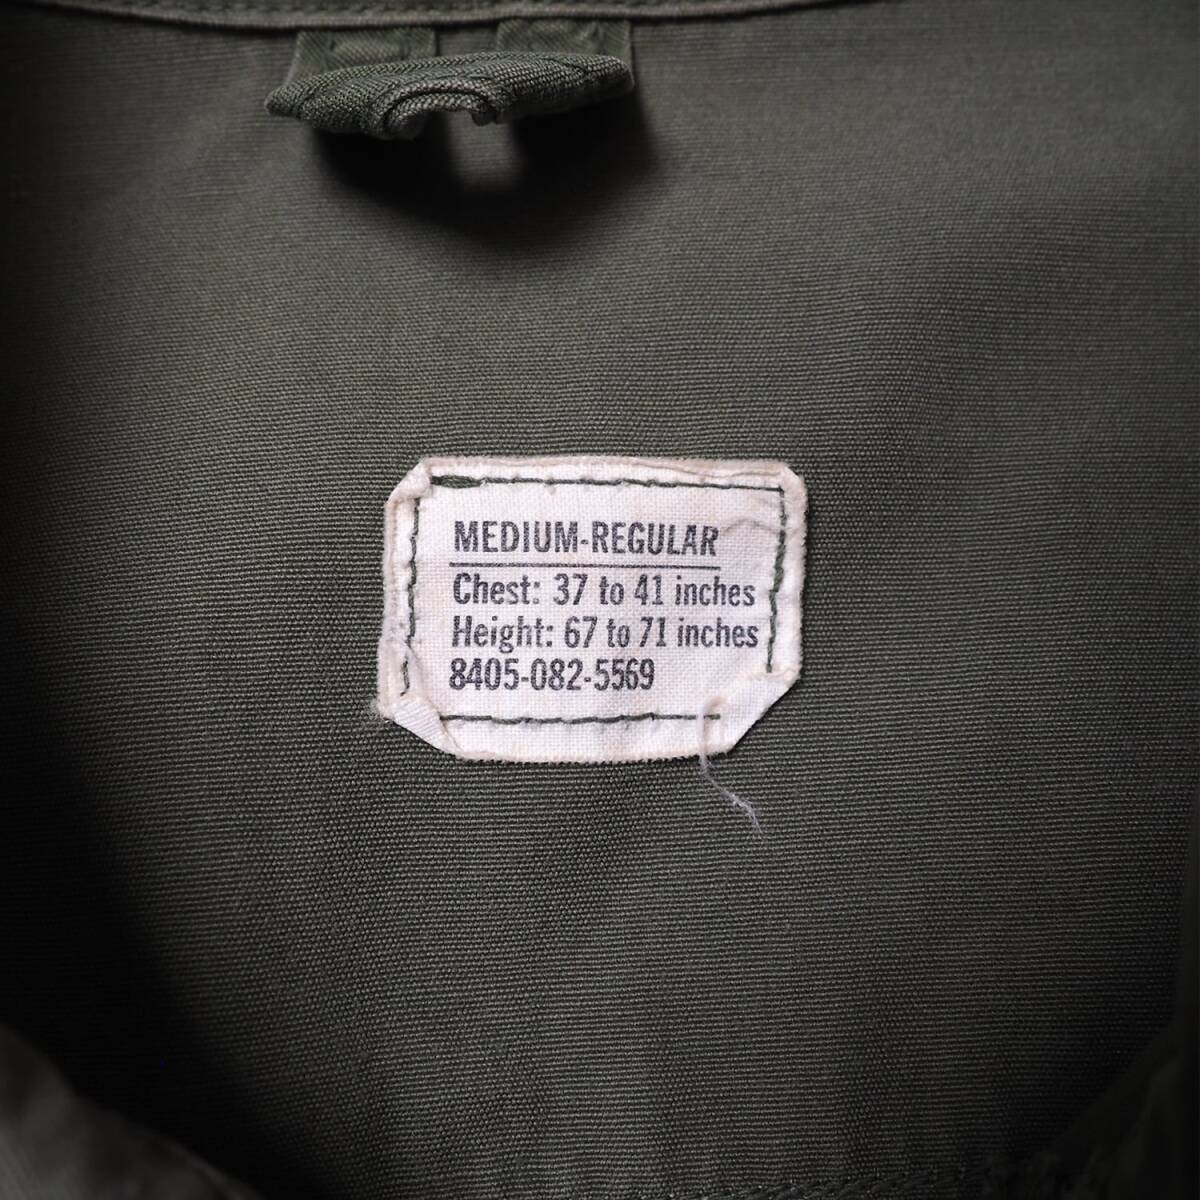 MEDIUM-REGULAR
Chest: 37 to 41 inches
Height: 67 to 71 inches
8405-082-5569